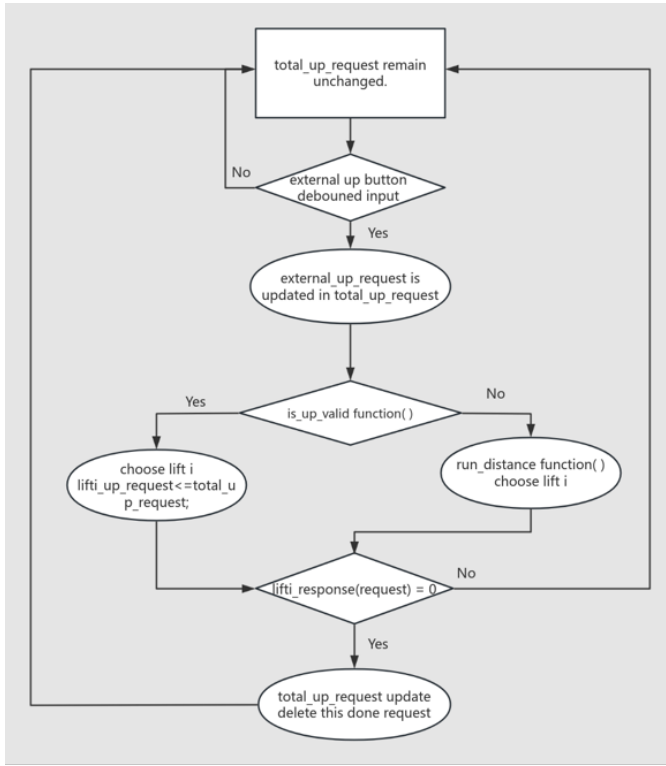 total_up_request remain
unchanged.
No
external up button
debouned input
Yes
external_up_request is
updated in total_up_request
Yes
is_up_valid function( )
No
choose lift i
lifti_up_request<=total_u
p_request;
run_distance function( )
choose lift i
lifti_response(request) = 0
No
Yes
total_up_request update
delete this done request